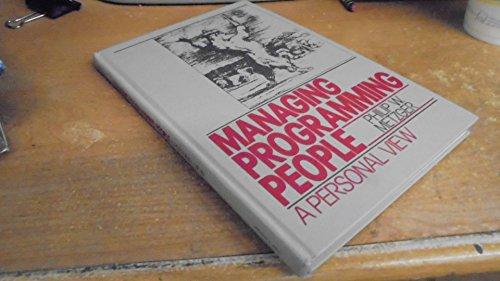 MANAGING
PROGRAMMING
PEOPLE
PHILIP W.
METZGER
A PERSONAL VIEW